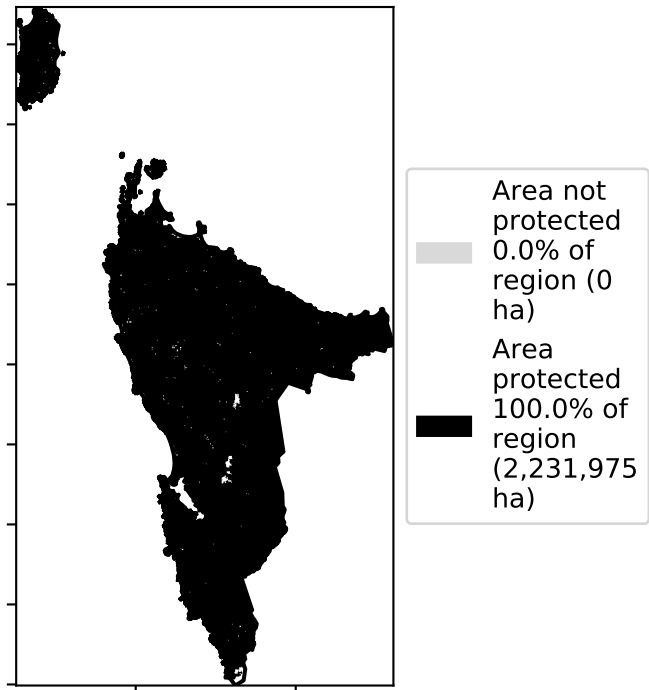 Area not
protected
0.0% of
region (0
ha)
Area
protected
100.0% of
region
(2,231,975
ha)